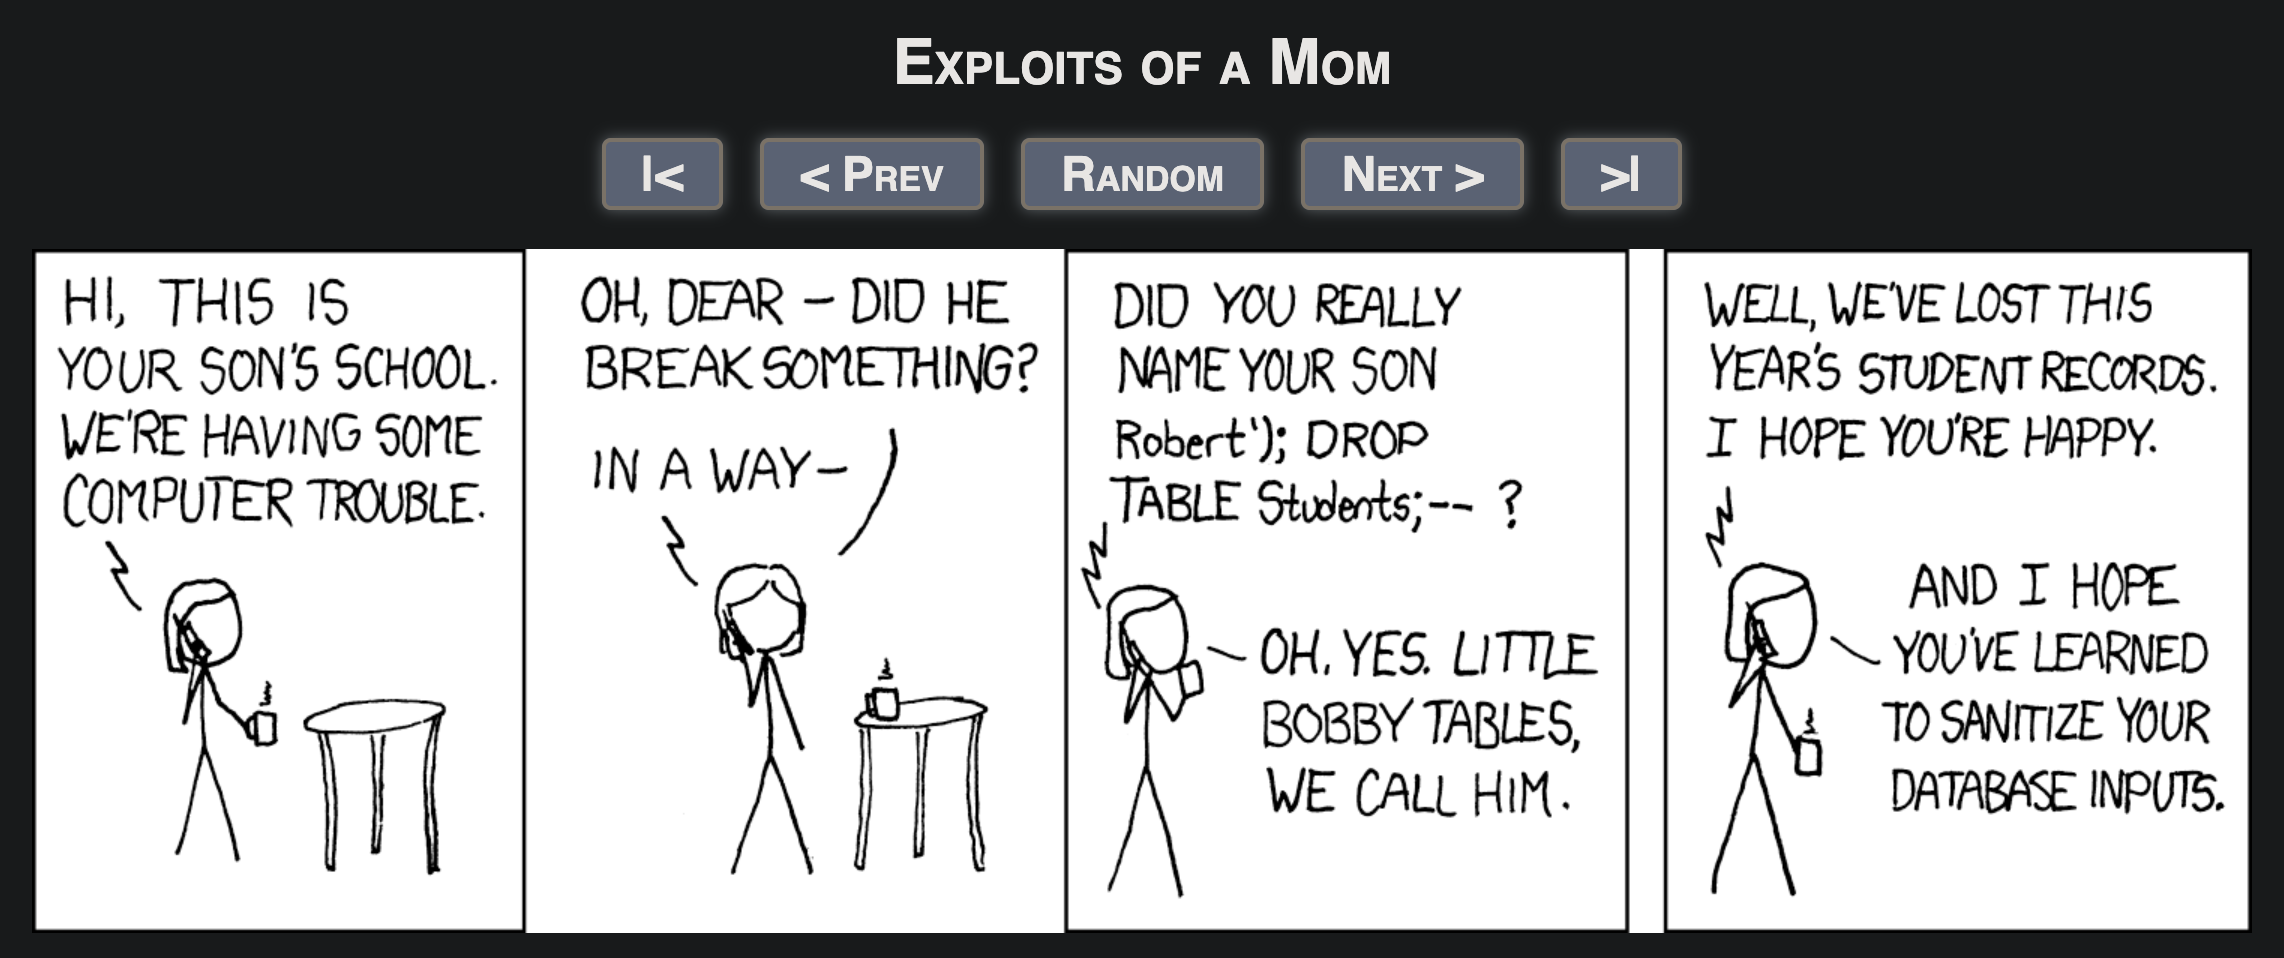 Exploits of a Mom
|<
< Prev
Random
Next >
>|
HI, THIS IS
YOUR SON'S SCHOOL.
WE'RE HAVING SOME
COMPUTER TROUBLE.
OH, DEAR – DID HE
BREAK SOMETHING?
IN A WAY–
DID YOU REALLY
NAME YOUR SON
Robert'); DROP
TABLE Students;-- ?
OH. YES. LITTLE
BOBBY TABLES,
WE CALL HIM.
WELL, WE'VE LOST THIS
YEAR'S STUDENT RECORDS.
I HOPE YOU'RE HAPPY.
AND I HOPE
YOU'VE LEARNED
TO SANITIZE YOUR
DATABASE INPUTS.